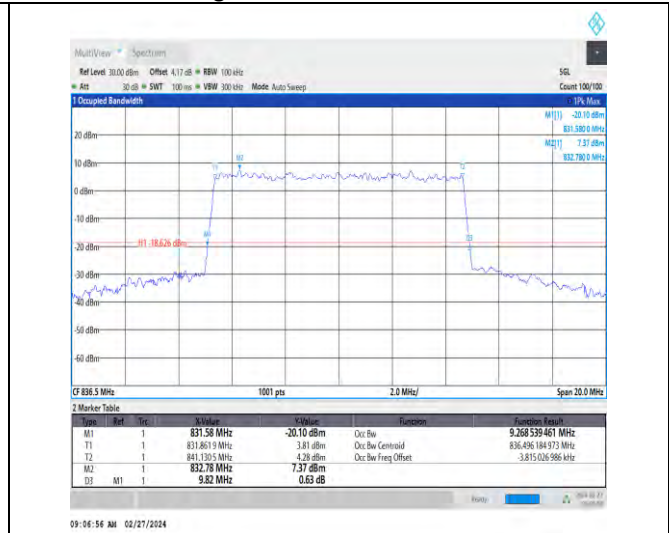 MultiView Spectrum
Ref Level 30.00 dBm Offset 4.17 dB RBW 100 kHz SGL
Att 30 dB SWT 100 ms VBW 300 kHz Mode Auto Sweep Count 100/100
1 Occupied Bandwidth 1Pk Max
M1[1] -20.10 dBm
831.580 0 MHz
20 dBm
M2[1] 7.37 dBm
832.780 0 MHz
10 dBm
M2
T1 T2
0 dBm
-10 dBm
M1 D3
H1 -18.626 dBm
-20 dBm
-30 dBm
-40 dBm
-50 dBm
-60 dBm
CF 836.5 MHz 1001 pts 2.0 MHz/ Span 20.0 MHz
2 Marker Table
Type Ref Trc X-Value Y-Value Function Function Result
M1 1 831.58 MHz -20.10 dBm Occ Bw 9.268 539 461 MHz
T1 1 831.861 9 MHz 3.81 dBm Occ Bw Centroid 836.496 184 973 MHz
T2 1 841.130 5 MHz 4.28 dBm Occ Bw Freq Offset -3.815 026 986 kHz
M2 1 832.78 MHz 7.37 dBm
D3 M1 1 9.82 MHz 0.63 dB
Ready
09:06:56 AM 02/27/2024